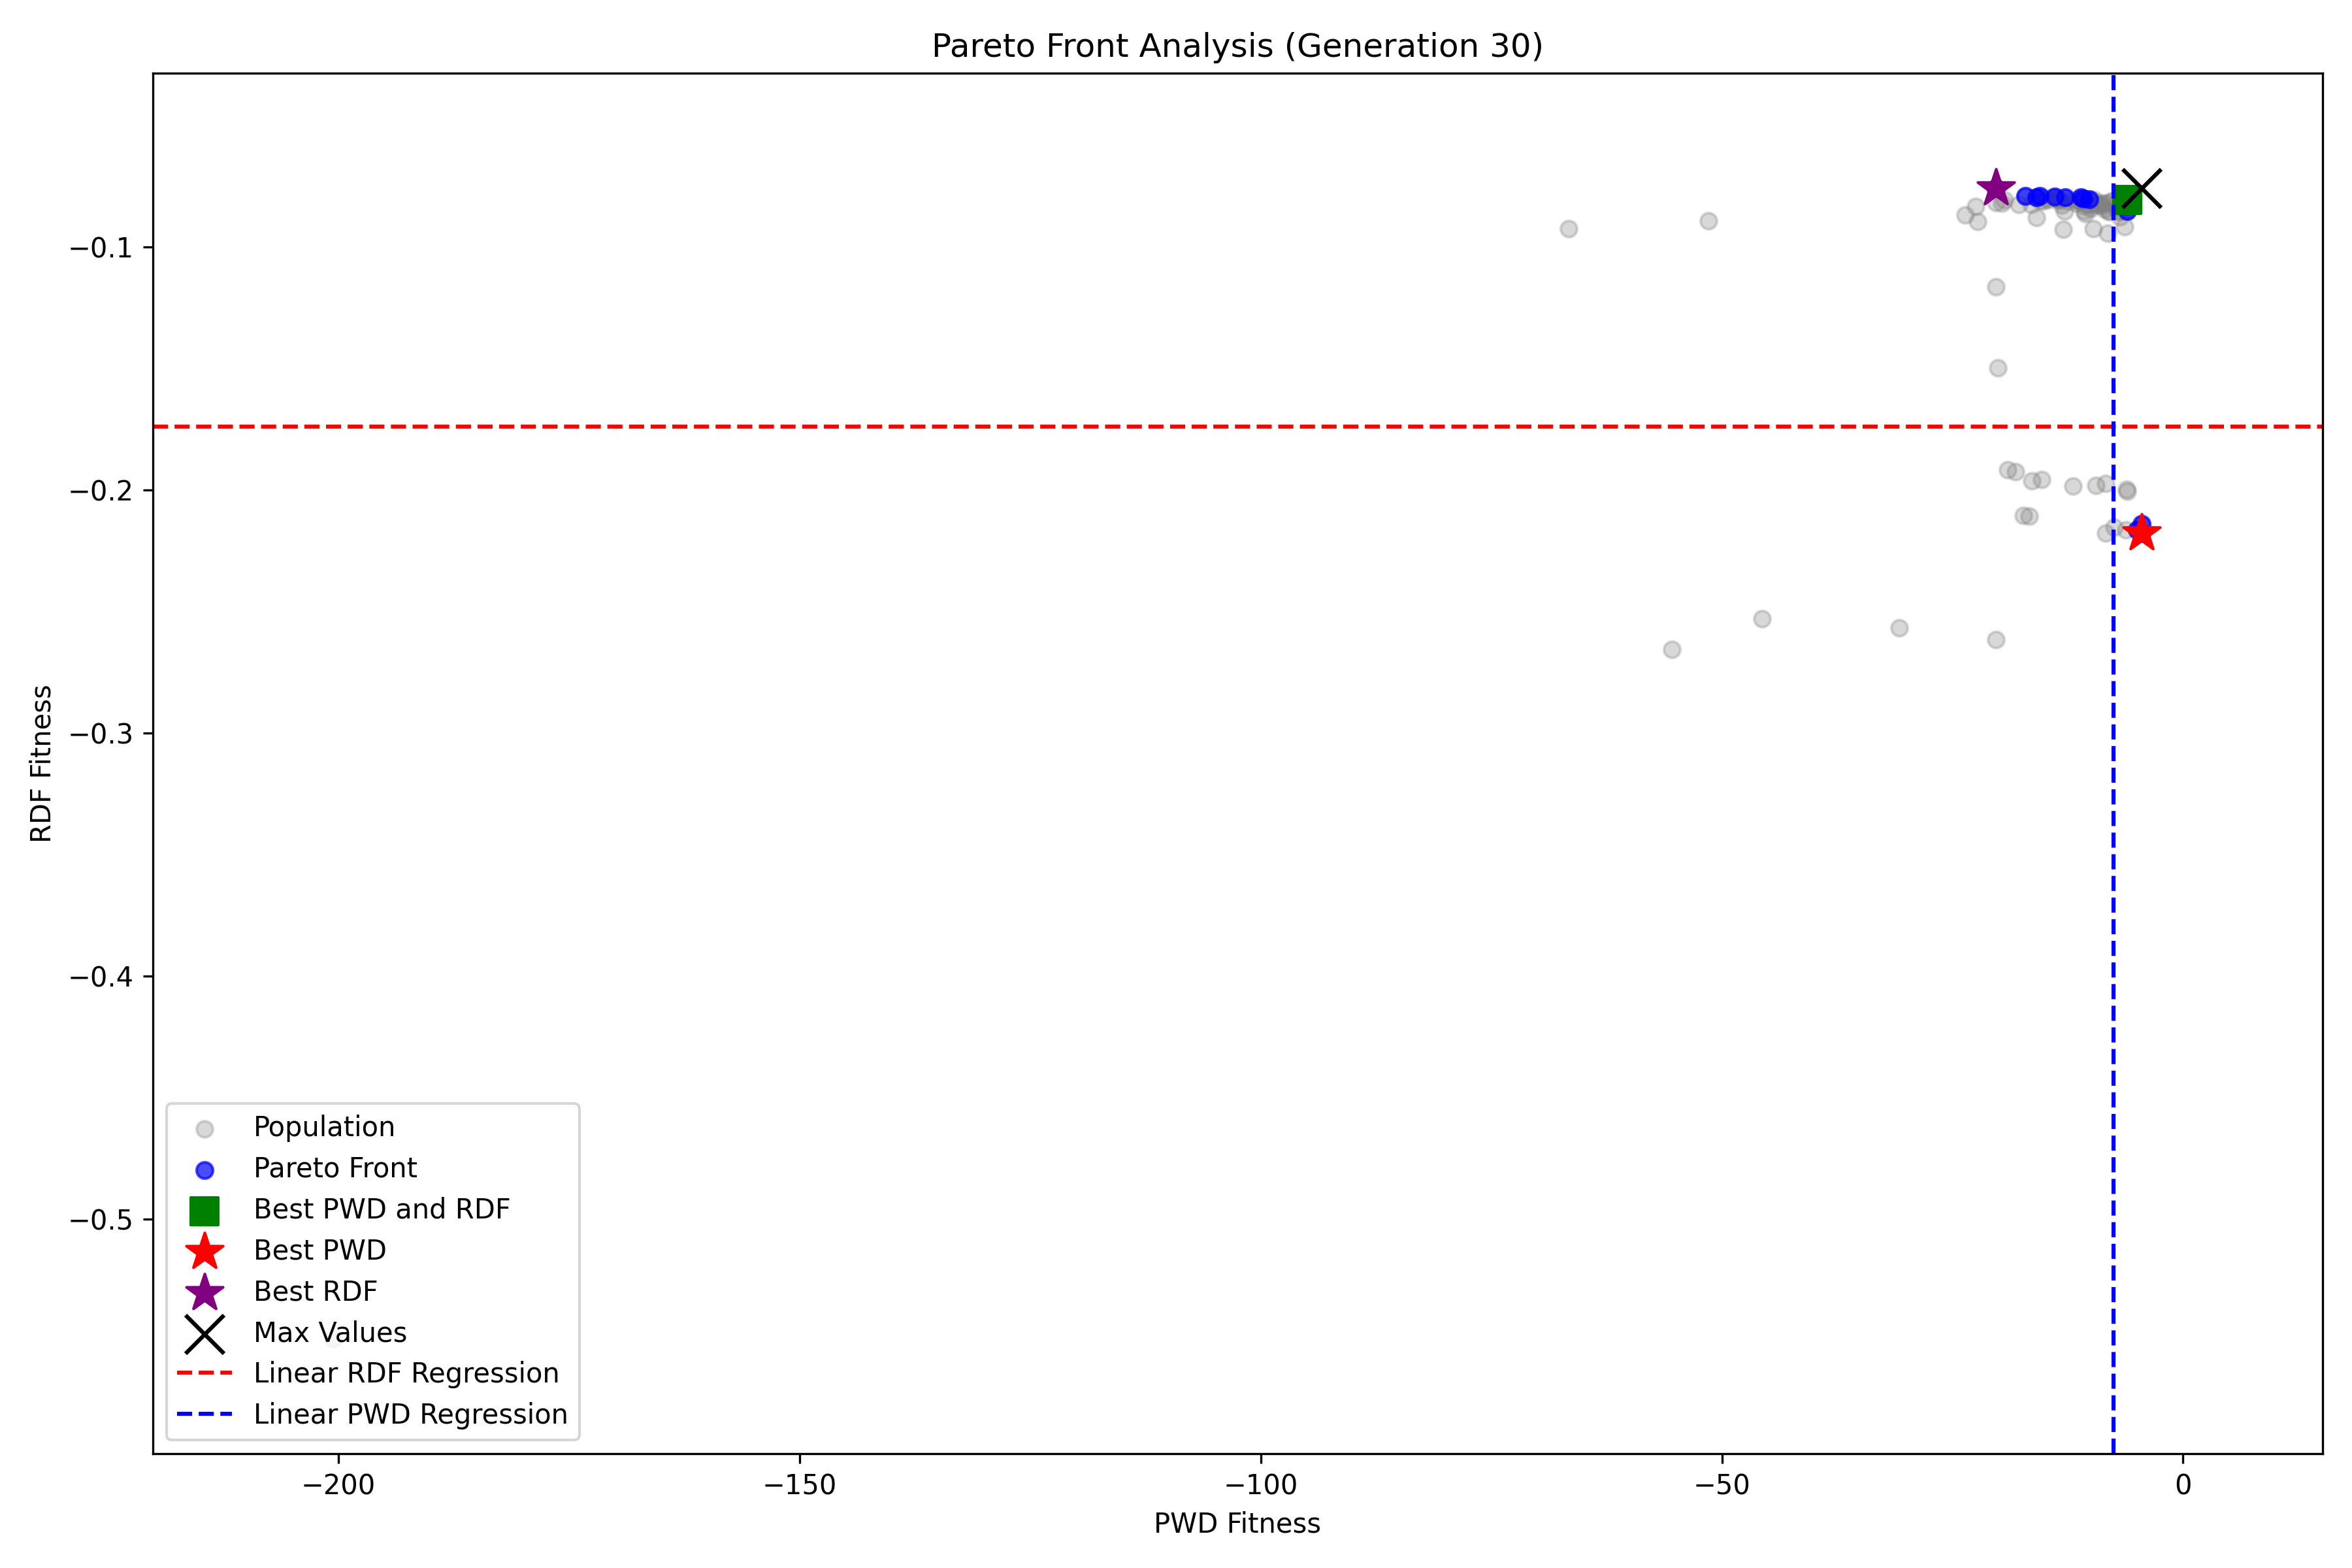 Pareto Front Analysis (Generation 30)
RDF Fitness
−0.1
−0.2
−0.3
−0.4
−0.5
Population
Pareto Front
Best PWD and RDF
Best PWD
Best RDF
Max Values
Linear RDF Regression
Linear PWD Regression
−200
−150
−100
−50
0
PWD Fitness